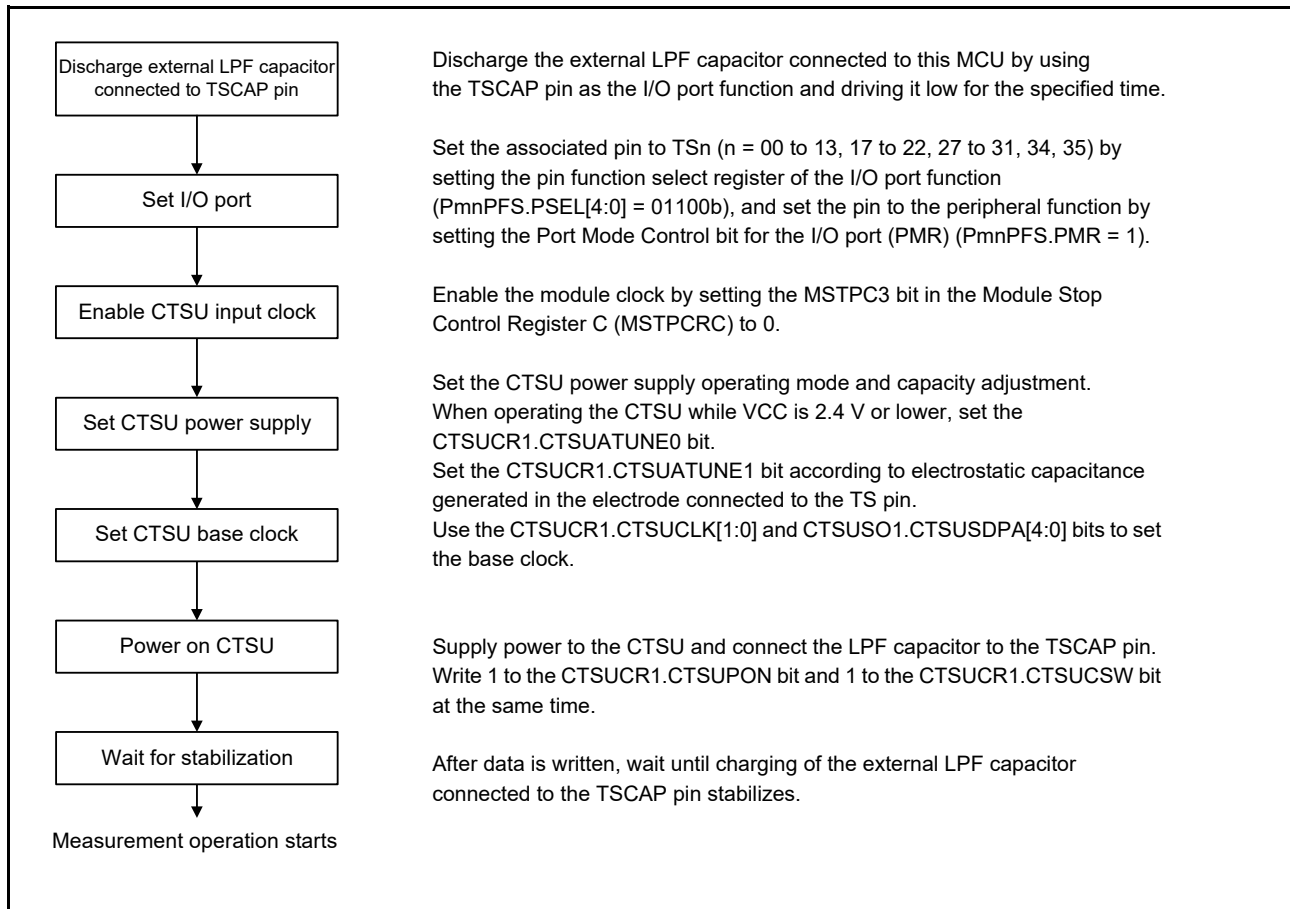 Discharge external LPF capacitor
connected to TSCAP pin
Discharge the external LPF capacitor connected to this MCU by using
the TSCAP pin as the I/O port function and driving it low for the specified time.
Set I/O port
Set the associated pin to TSn (n = 00 to 13, 17 to 22, 27 to 31, 34, 35) by
setting the pin function select register of the I/O port function
(PmnPFS.PSEL[4:0] = 01100b), and set the pin to the peripheral function by
setting the Port Mode Control bit for the I/O port (PMR) (PmnPFS.PMR = 1).
Enable CTSU input clock
Enable the module clock by setting the MSTPC3 bit in the Module Stop
Control Register C (MSTPCRC) to 0.
Set CTSU power supply
Set the CTSU power supply operating mode and capacity adjustment.
When operating the CTSU while VCC is 2.4 V or lower, set the
CTSUCR1.CTSUATUNE0 bit.
Set the CTSUCR1.CTSUATUNE1 bit according to electrostatic capacitance
generated in the electrode connected to the TS pin.
Set CTSU base clock
Use the CTSUCR1.CTSUCLK[1:0] and CTSUSO1.CTSUSDPA[4:0] bits to set
the base clock.
Power on CTSU
Supply power to the CTSU and connect the LPF capacitor to the TSCAP pin.
Write 1 to the CTSUCR1.CTSUPON bit and 1 to the CTSUCR1.CTSUCSW bit
at the same time.
Wait for stabilization
After data is written, wait until charging of the external LPF capacitor
connected to the TSCAP pin stabilizes.
Measurement operation starts